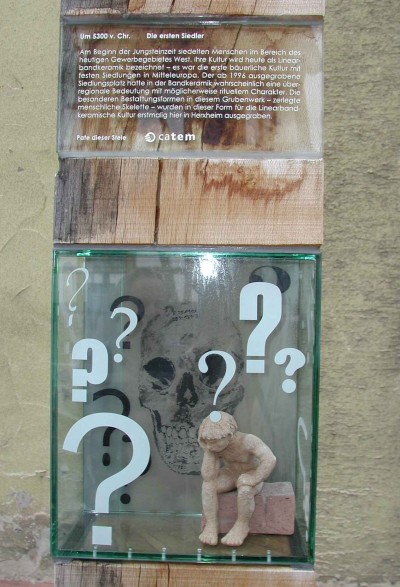 Um 5300 v. Chr. Die ersten Siedler
Am Beginn der Jungsteinzeit siedelten Menschen im Bereich des
heutigen Gewerbegebietes West. Ihre Kultur wird heute als Linear-
bandkeramik bezeichnet – es war die erste bäuerliche Kultur mit
festen Siedlungen in Mitteleuropa. Der ab 1996 ausgegrabene
Siedlungsplatz hatte in der Bandkeramik wahrscheinlich eine über-
regionale Bedeutung mit möglicherweise rituellem Charakter. Die
besonderen Bestattungsformen in diesem Grubenwerk – zerlegte
menschliche Skelette – wurden in dieser Form für die Linearband-
keramische Kultur erstmalig hier in Herxheim ausgegraben.
Pate dieser Stele catem
? ? ? ? ? ? ?